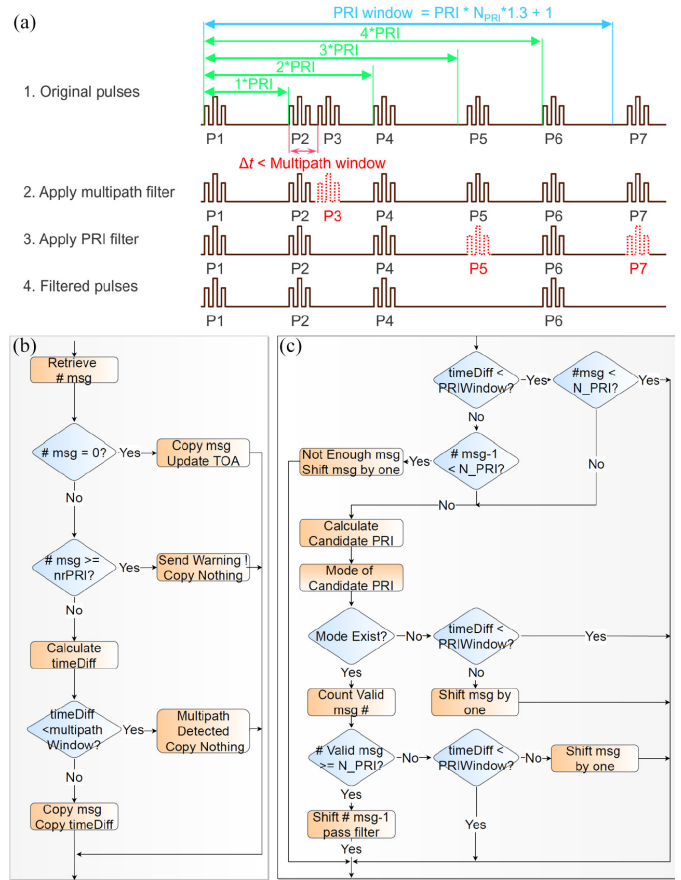 (a)
PRI window = PRI * N_PRI*1.3 + 1
4*PRI
3*PRI
2*PRI
1*PRI
1. Original pulses
P1 P2 P3 P4 P5 P6 P7
Δt < Multipath window
2. Apply multipath filter
P1 P2 P3 P4 P5 P6 P7
3. Apply PRI filter
P1 P2 P4 P5 P6 P7
4. Filtered pulses
P1 P2 P4 P6
(b)
Retrieve
# msg
# msg = 0?
Yes
Copy msg
Update TOA
No
# msg >=
nrPRI?
Yes
Send Warning !
Copy Nothing
No
Calculate
timeDiff
timeDiff
<multipath
Window?
Yes
Multipath
Detected
Copy Nothing
No
Copy msg
Copy timeDiff
(c)
timeDiff <
PRIWindow?
Yes
#msg <
N_PRI?
Yes
No
No
# msg-1
< N_PRI?
Yes
Not Enough msg
Shift msg by one
No
Calculate
Candidate PRI
Mode of
Candidate PRI
Mode Exist?
No
timeDiff <
PRIWindow?
Yes
Yes
No
Count Valid
msg #
Shift msg by
one
# Valid msg
>= N_PRI?
No
timeDiff <
PRIWindow?
No
Shift msg
by one
Yes
Yes
Shift # msg-1
pass filter
Yes